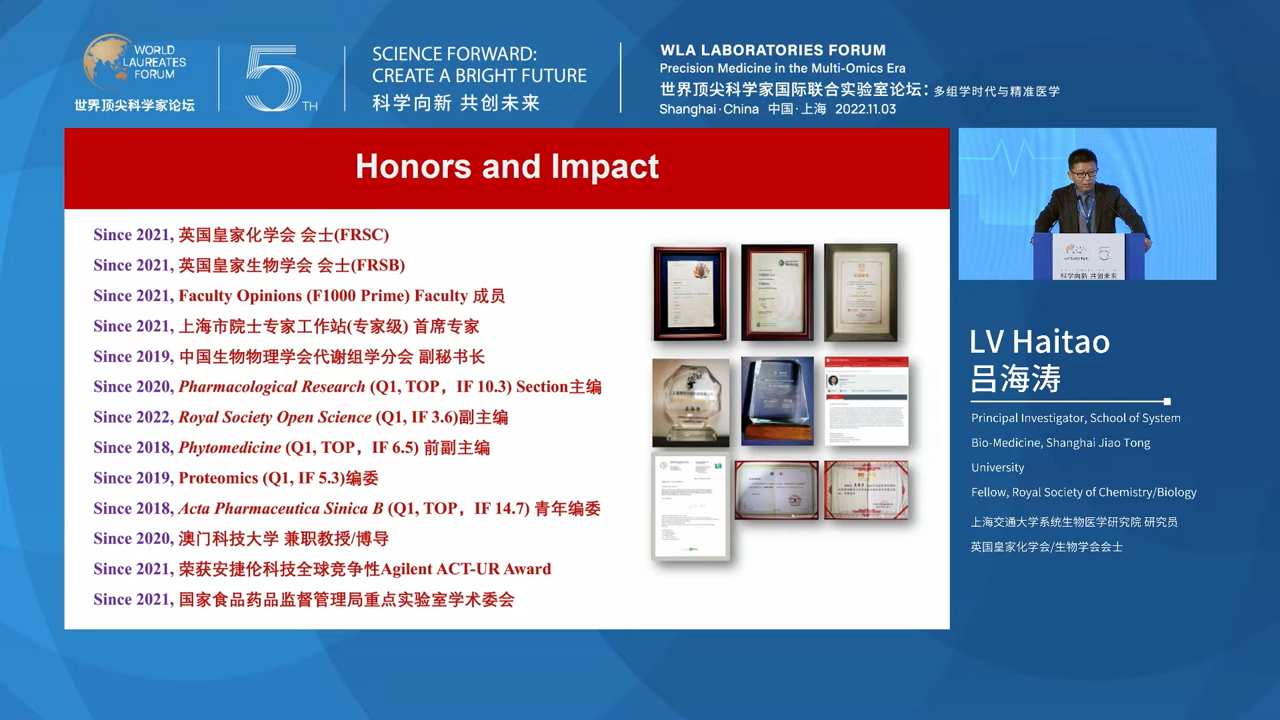 WORLD
LAUREATES
FORUM
世界顶尖科学家论坛
5TH
SCIENCE FORWARD:
CREATE A BRIGHT FUTURE
科学向新 共创未来
WLA LABORATORIES FORUM
Precision Medicine in the Multi-Omics Era
世界顶尖科学家国际联合实验室论坛：多组学时代与精准医学
Shanghai·China 中国·上海 2022.11.03
Honors and Impact
Since 2021, 英国皇家化学会 会士(FRSC)
Since 2021, 英国皇家生物学会 会士(FRSB)
Since 2021, Faculty Opinions (F1000 Prime) Faculty 成员
Since 2021, 上海市院士专家工作站(专家级) 首席专家
Since 2019, 中国生物物理学会代谢组学分会 副秘书长
Since 2020, Pharmacological Research (Q1, TOP，IF 10.3) Section主编
Since 2022, Royal Society Open Science (Q1, IF 3.6)副主编
Since 2018, Phytomedicine (Q1, TOP，IF 6.5) 前副主编
Since 2019, Proteomics (Q1, IF 5.3)编委
Since 2018, Acta Pharmaceutica Sinica B (Q1, TOP，IF 14.7) 青年编委
Since 2020, 澳门科技大学 兼职教授/博导
Since 2021, 荣获安捷伦科技全球竞争性Agilent ACT-UR Award
Since 2021, 国家食品药品监督管理局重点实验室学术委会
科学向新 共创未来
LV Haitao
吕海涛
Principal Investigator, School of System
Bio-Medicine, Shanghai Jiao Tong
University
Fellow, Royal Society of Chemistry/Biology
上海交通大学系统生物医学研究院 研究员
英国皇家化学会/生物学会会士